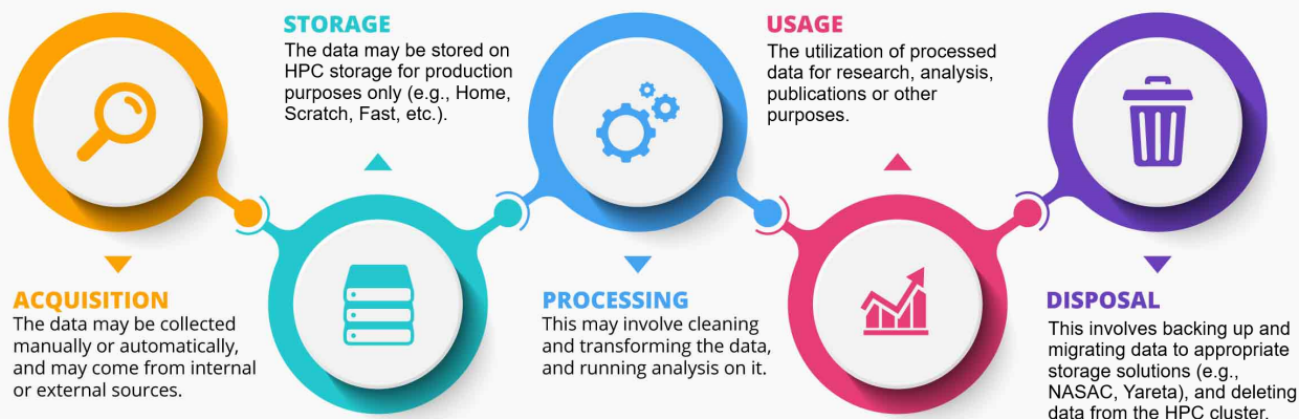 ACQUISITION
The data may be collected
manually or automatically,
and may come from internal
or external sources.
STORAGE
The data may be stored on
HPC storage for production
purposes only (e.g., Home,
Scratch, Fast, etc.).
PROCESSING
This may involve cleaning
and transforming the data,
and running analysis on it.
USAGE
The utilization of processed
data for research, analysis,
publications or other
purposes.
DISPOSAL
This involves backing up and
migrating data to appropriate
storage solutions (e.g.,
NASAC, Yareta), and deleting
data from the HPC cluster.